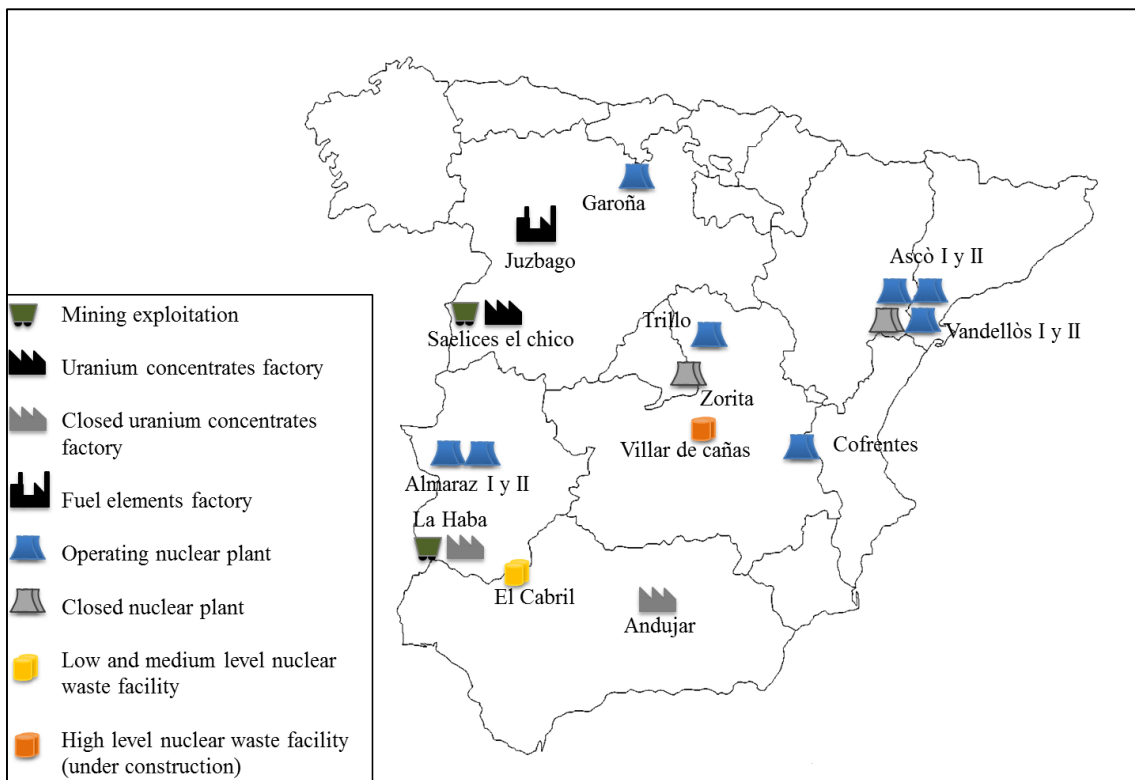 Garoña
Juzbago
Ascò I y II
Mining exploitation
Saelices el chico
Trillo
Vandellòs I y II
Uranium concentrates factory
Zorita
Closed uranium concentrates
factory
Villar de cañas
Cofrentes
Almaraz I y II
Fuel elements factory
La Haba
Operating nuclear plant
El Cabril
Andujar
Closed nuclear plant
Low and medium level nuclear
waste facility
High level nuclear waste facility
(under construction)